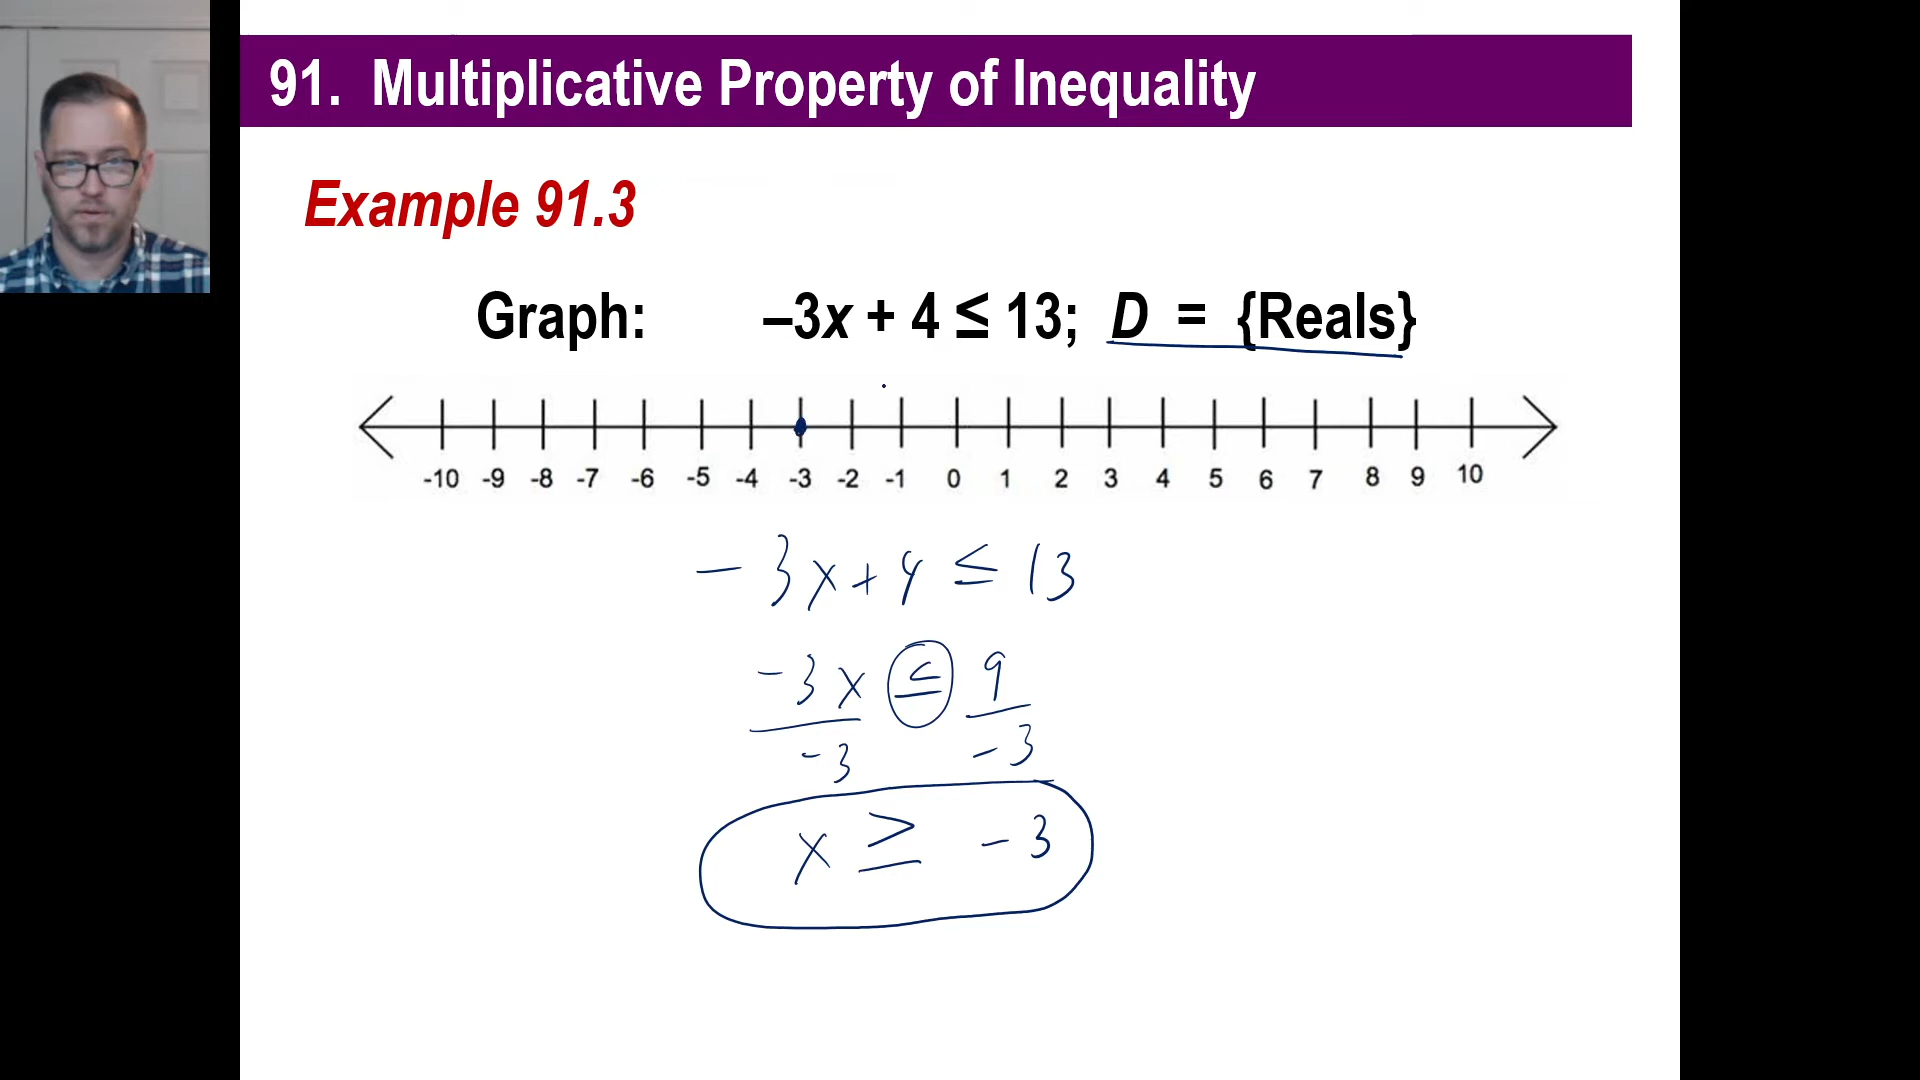 91. Multiplicative Property of Inequality
Example 91.3
Graph: –3x + 4 ≤ 13; D = {Reals}
-10 -9 -8 -7 -6 -5 -4 -3 -2 -1 0 1 2 3 4 5 6 7 8 9 10
- 3x + 4 ≤ 13
-3x ≤ 9
-3 -3
x ≥ -3